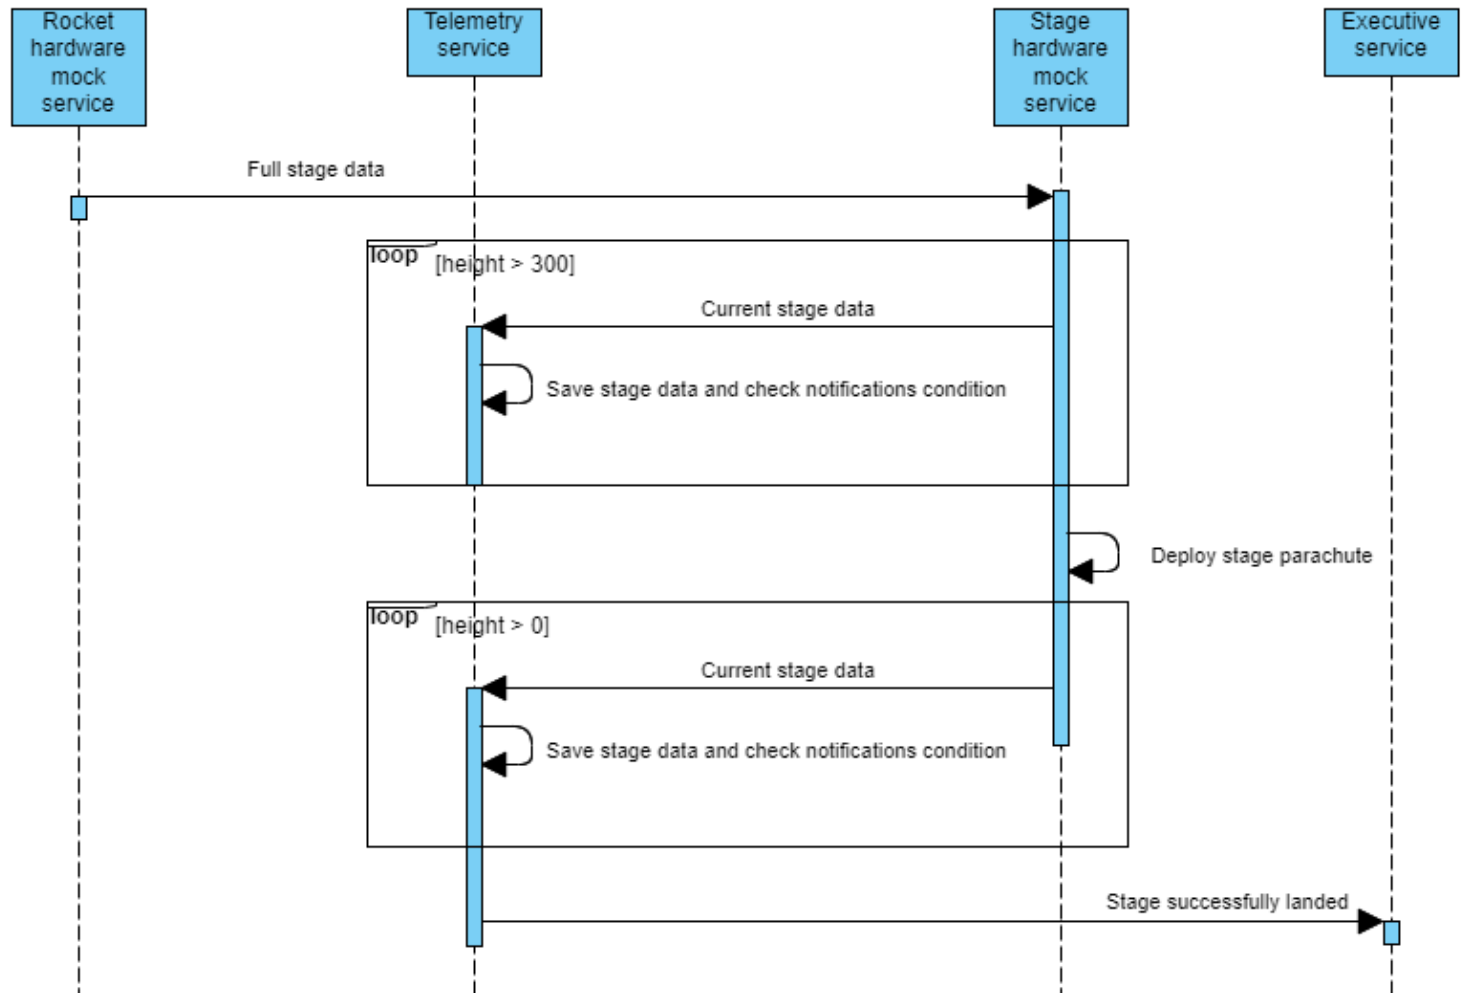 Rocket
hardware
mock
service
Telemetry
service
Stage
hardware
mock
service
Executive
service
Full stage data
loop
[height > 300]
Current stage data
Save stage data and check notifications condition
Deploy stage parachute
loop
[height > 0]
Current stage data
Save stage data and check notifications condition
Stage successfully landed